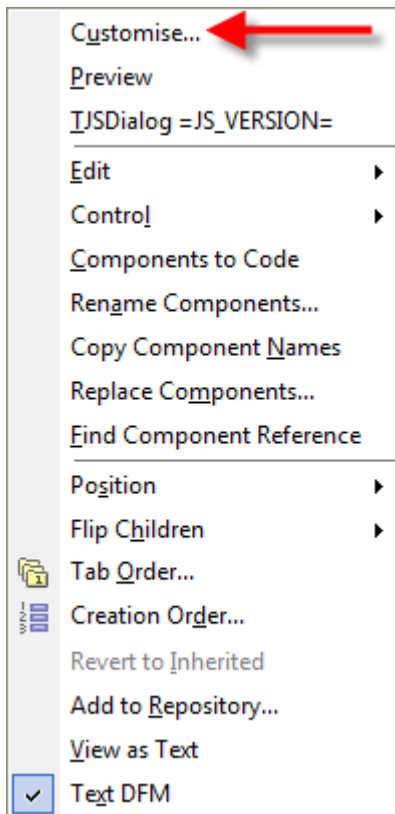 Customise...
Preview
TJSDialog =JS_VERSION=
Edit
Control
Components to Code
Rename Components...
Copy Component Names
Replace Components...
Find Component Reference
Position
Flip Children
Tab Order...
Creation Order...
Revert to Inherited
Add to Repository...
View as Text
Text DFM